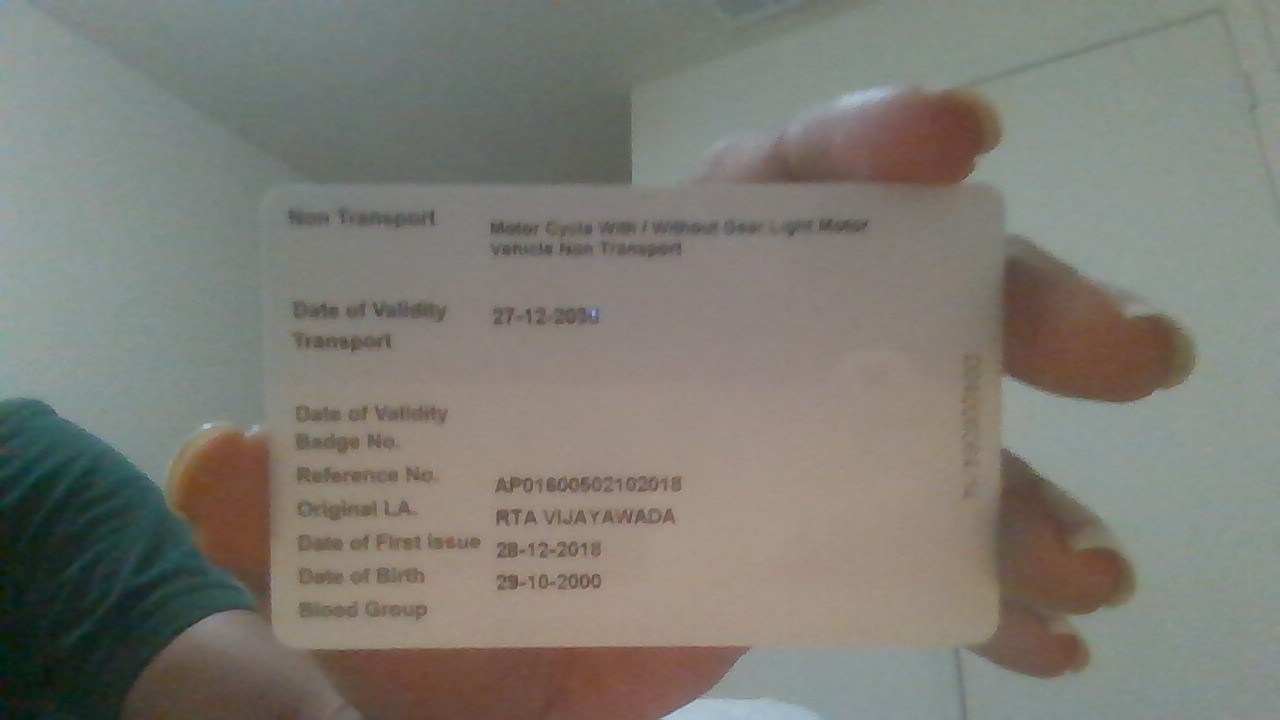 Non Transport
Motor Cycle With / Without Gear Light Motor
Vehicle Non Transport
Date of Validity 27-12-2038
Transport
Date of Validity
Badge No.
Reference No. AP01600502102018
Original LA. RTA VIJAYAWADA
Date of First Issue 28-12-2018
Date of Birth 29-10-2000
Blood Group